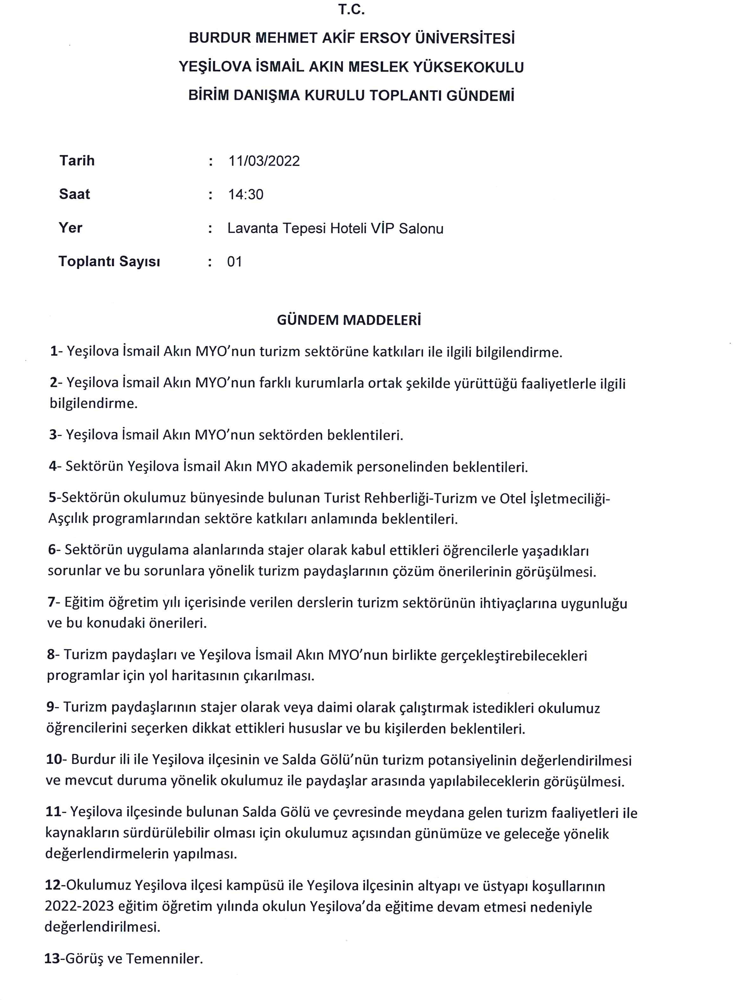 T.C.
BURDUR MEHMET AKİF ERSOY ÜNİVERSİTESİ
YEŞİLOVA İSMAİL AKIN MESLEK YÜKSEKOKULU
BİRİM DANIŞMA KURULU TOPLANTI GÜNDEMİ
Tarih : 11/03/2022
Saat : 14:30
Yer : Lavanta Tepesi Hoteli VİP Salonu
Toplantı Sayısı : 01
GÜNDEM MADDELERİ
1- Yeşilova İsmail Akın MYO’nun turizm sektörüne katkıları ile ilgili bilgilendirme.
2- Yeşilova İsmail Akın MYO’nun farklı kurumlarla ortak şekilde yürüttüğü faaliyetlerle ilgili
bilgilendirme.
3- Yeşilova İsmail Akın MYO’nun sektörden beklentileri.
4- Sektörün Yeşilova İsmail Akın MYO akademik personelinden beklentileri.
5-Sektörün okulumuz bünyesinde bulunan Turist Rehberliği-Turizm ve Otel İşletmeciliği-
Aşçılık programlarından sektöre katkıları anlamında beklentileri.
6- Sektörün uygulama alanlarında stajer olarak kabul ettikleri öğrencilerle yaşadıkları
sorunlar ve bu sorunlara yönelik turizm paydaşlarının çözüm önerilerinin görüşülmesi.
7- Eğitim öğretim yılı içerisinde verilen derslerin turizm sektörünün ihtiyaçlarına uygunluğu
ve bu konudaki önerileri.
8- Turizm paydaşları ve Yeşilova İsmail Akın MYO’nun birlikte gerçekleştirebilecekleri
programlar için yol haritasının çıkarılması.
9- Turizm paydaşlarının stajer olarak veya daimi olarak çalıştırmak istedikleri okulumuz
öğrencilerini seçerken dikkat ettikleri hususlar ve bu kişilerden beklentileri.
10- Burdur ili ile Yeşilova ilçesinin ve Salda Gölü’nün turizm potansiyelinin değerlendirilmesi
ve mevcut duruma yönelik okulumuz ile paydaşlar arasında yapılabileceklerin görüşülmesi.
11- Yeşilova ilçesinde bulunan Salda Gölü ve çevresinde meydana gelen turizm faaliyetleri ile
kaynakların sürdürülebilir olması için okulumuz açısından günümüze ve geleceğe yönelik
değerlendirmelerin yapılması.
12-Okulumuz Yeşilova ilçesi kampüsü ile Yeşilova ilçesinin altyapı ve üstyapı koşullarının
2022-2023 eğitim öğretim yılında okulun Yeşilova’da eğitime devam etmesi nedeniyle
değerlendirilmesi.
13-Görüş ve Temenniler.